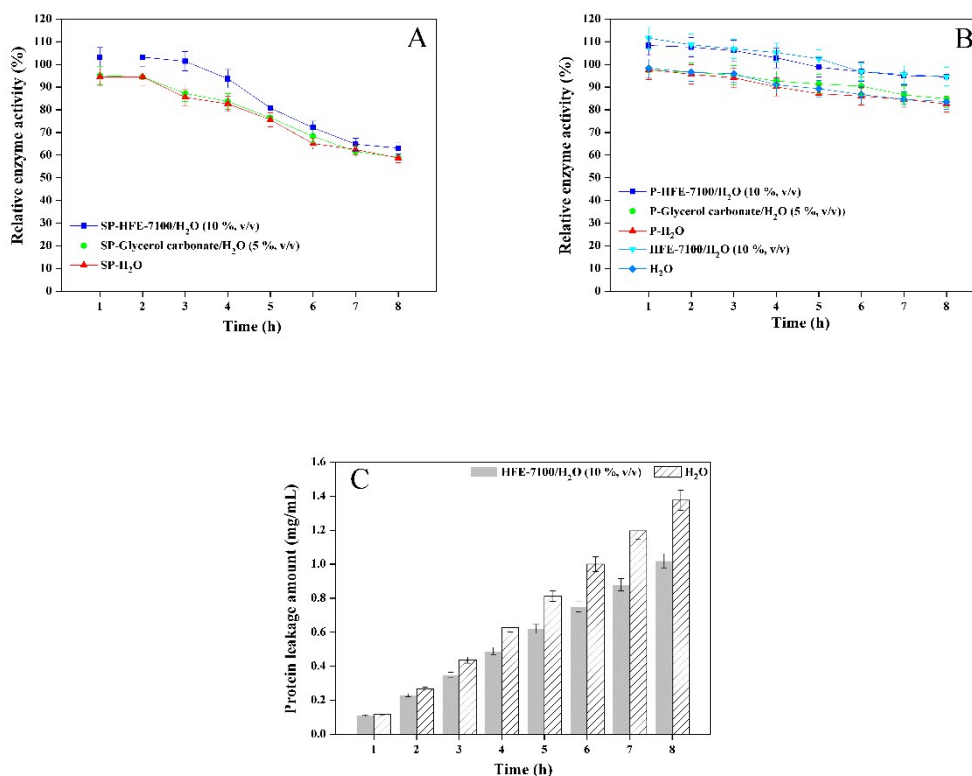 A
120
110
100
90
80
70
60
50
40
30
20
10
0
Relative enzyme activity (%)
SP-HFE-7100/H₂O (10 %, v/v)
SP-Glycerol carbonate/H₂O (5 %, v/v)
SP-H₂O
1 2 3 4 5 6 7 8
Time (h)
B
120
110
100
90
80
70
60
50
40
30
20
10
0
Relative enzyme activity (%)
P-HFE-7100/H₂O (10 %, v/v)
P-Glycerol carbonate/H₂O (5 %, v/v))
P-H₂O
HFE-7100/H₂O (10 %, v/v)
H₂O
1 2 3 4 5 6 7 8
Time (h)
C
HFE-7100/H₂O (10 %, v/v) H₂O
1.6
1.4
1.2
1.0
0.8
0.6
0.4
0.2
0.0
Protein leakage amount (mg/mL)
1 2 3 4 5 6 7 8
Time (h)